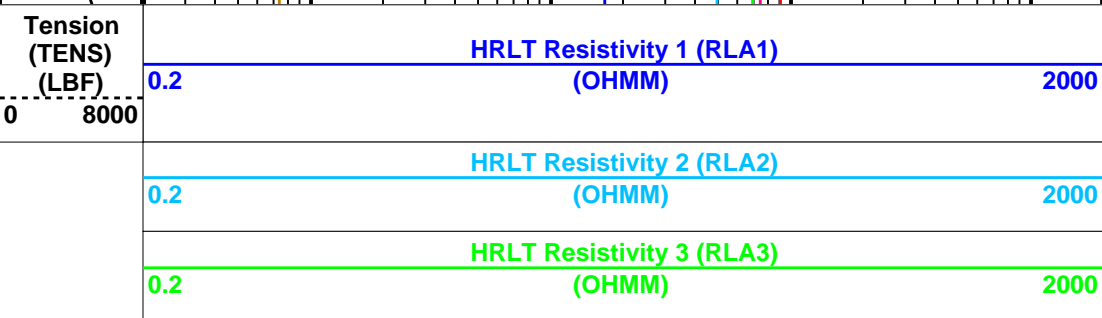 Tension
(TENS)
(LBF)
0 8000
HRLT Resistivity 1 (RLA1)
0.2 (OHMM) 2000
HRLT Resistivity 2 (RLA2)
0.2 (OHMM) 2000
HRLT Resistivity 3 (RLA3)
0.2 (OHMM) 2000